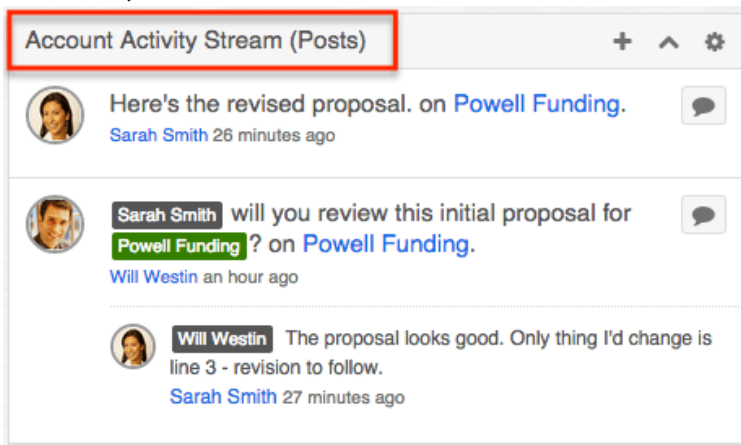 Account Activity Stream (Posts)
Here's the revised proposal. on Powell Funding.
Sarah Smith 26 minutes ago
Sarah Smith will you review this initial proposal for
Powell Funding ? on Powell Funding.
Will Westin an hour ago
Will Westin The proposal looks good. Only thing I'd change is
line 3 - revision to follow.
Sarah Smith 27 minutes ago